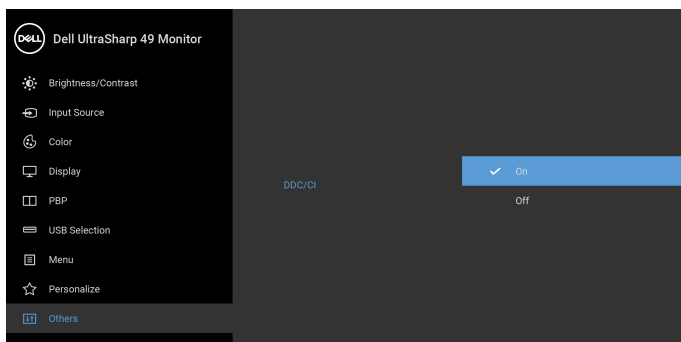 DELL
Dell UltraSharp 49 Monitor
Brightness/Contrast
Input Source
Color
Display
PBP
USB Selection
Menu
Personalize
Others
DDC/CI
On
Off